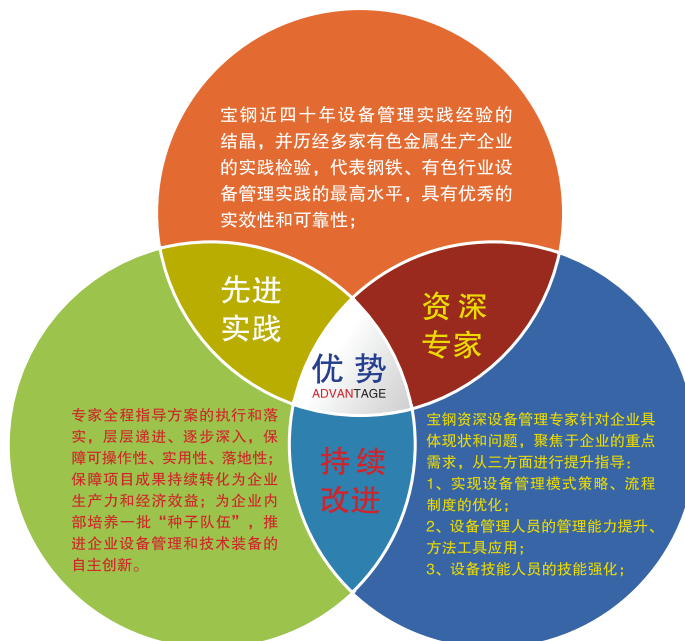 宝钢近四十年设备管理实践经验的
结晶，并历经多家有色金属生产企业
的实践检验，代表钢铁、有色行业设
备管理实践的最高水平，具有优秀的
实效性和可靠性；
先进
实践
资深
专家
优势
ADVANTAGE
持续
改进
专家全程指导方案的执行和落
实，层层递进、逐步深入，保
障可操作性、实用性、落地性；
保障项目成果持续转化为企业
生产力和经济效益；为企业内
部培养一批“种子队伍”，推
进企业设备管理和技术装备的
自主创新。
宝钢资深设备管理专家针对企业具
体现状和问题，聚焦于企业的重点
需求，从三方面进行提升指导：
1、实现设备管理模式策略、流程
制度的优化；
2、设备管理人员的管理能力提升、
方法工具应用；
3、设备技能人员的技能强化；